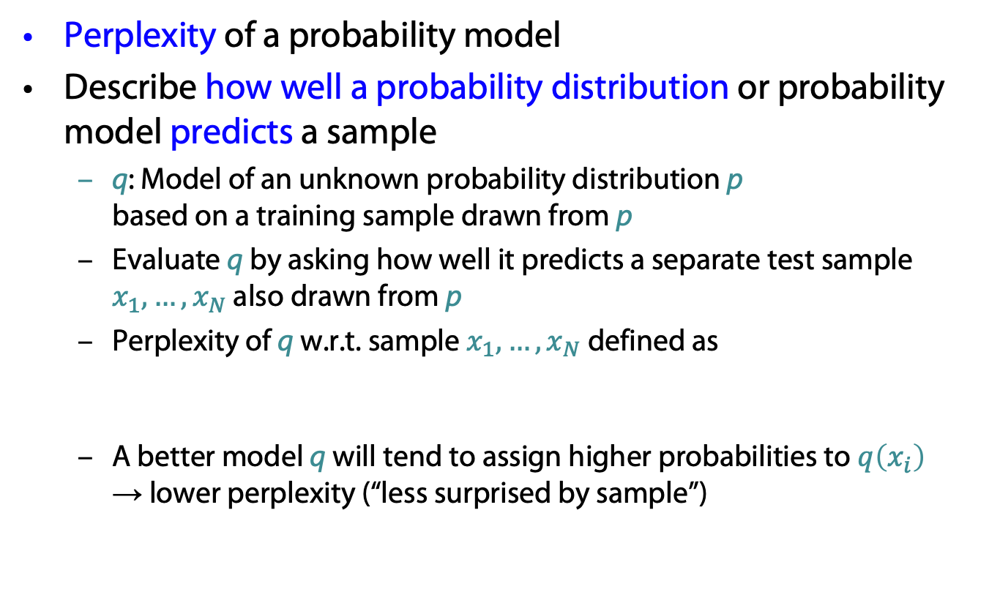 • Perplexity of a probability model
• Describe how well a probability distribution or probability
model predicts a sample
– q: Model of an unknown probability distribution p
based on a training sample drawn from p
– Evaluate q by asking how well it predicts a separate test sample
x₁, … , x_N also drawn from p
– Perplexity of q w.r.t. sample x₁, … , x_N defined as
– A better model q will tend to assign higher probabilities to q(xᵢ)
→ lower perplexity (“less surprised by sample”)